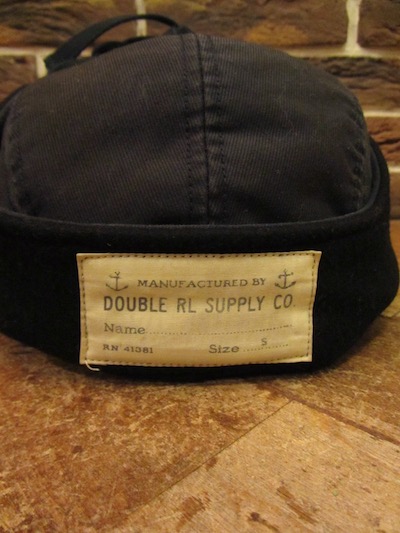 MANUFACTURED BY
DOUBLE RL SUPPLY CO.
Name
RN 41381 Size S